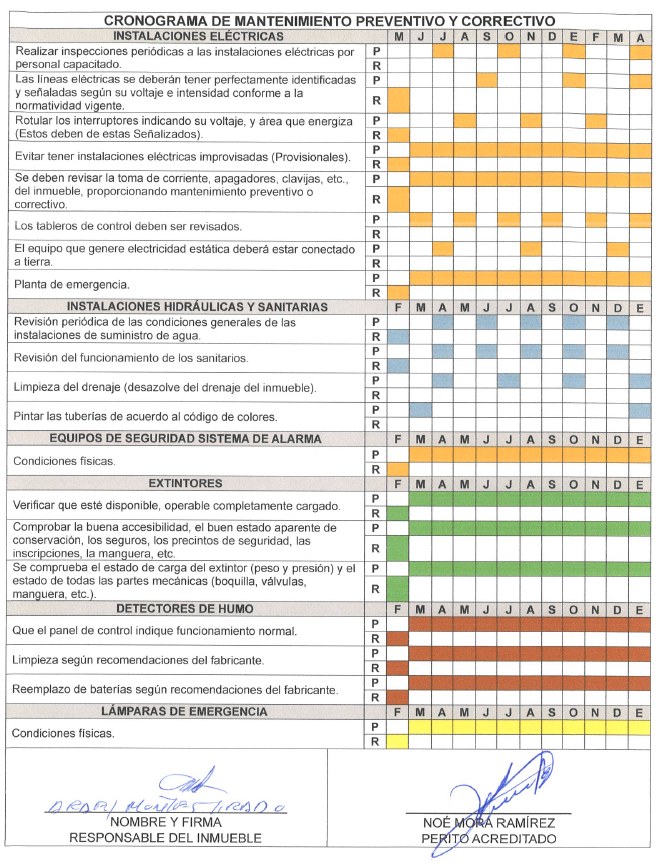 CRONOGRAMA DE MANTENIMIENTO PREVENTIVO Y CORRECTIVO
INSTALACIONES ELÉCTRICAS M J J A S O N D E F M A
Realizar inspecciones periódicas a las instalaciones eléctricas por P
personal capacitado. R
Las líneas eléctricas se deberán tener perfectamente identificadas P
y señaladas según su voltaje e intensidad conforme a la R
normatividad vigente.
Rotular los interruptores indicando su voltaje, y área que energiza P
(Estos deben de estas Señalizados). R
Evitar tener instalaciones eléctricas improvisadas (Provisionales). P
R
Se deben revisar la toma de corriente, apagadores, clavijas, etc., P
del inmueble, proporcionando mantenimiento preventivo o R
correctivo.
Los tableros de control deben ser revisados. P
R
El equipo que genere electricidad estática deberá estar conectado P
a tierra. R
Planta de emergencia. P
R
INSTALACIONES HIDRÁULICAS Y SANITARIAS F M A M J J A S O N D E
Revisión periódica de las condiciones generales de las P
instalaciones de suministro de agua. R
Revisión del funcionamiento de los sanitarios. P
R
Limpieza del drenaje (desazolve del drenaje del inmueble). P
R
Pintar las tuberías de acuerdo al código de colores. P
R
EQUIPOS DE SEGURIDAD SISTEMA DE ALARMA F M A M J J A S O N D E
Condiciones físicas. P
R
EXTINTORES F M A M J J A S O N D E
Verificar que esté disponible, operable completamente cargado. P
R
Comprobar la buena accesibilidad, el buen estado aparente de P
conservación, los seguros, los precintos de seguridad, las R
inscripciones, la manguera, etc.
Se comprueba el estado de carga del extintor (peso y presión) y el P
estado de todas las partes mecánicas (boquilla, válvulas, R
manguera, etc.).
DETECTORES DE HUMO F M A M J J A S O N D E
Que el panel de control indique funcionamiento normal. P
R
Limpieza según recomendaciones del fabricante. P
R
Reemplazo de baterías según recomendaciones del fabricante. P
R
LÁMPARAS DE EMERGENCIA F M A M J J A S O N D E
Condiciones físicas. P
R
NOMBRE Y FIRMA
RESPONSABLE DEL INMUEBLE
NOÉ MORA RAMÍREZ
PERITO ACREDITADO